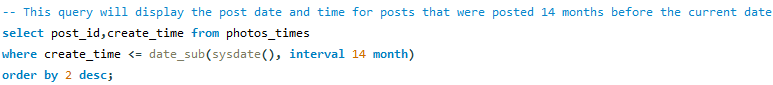 -- This query will display the post date and time for posts that were posted 14 months before the current date
select post_id,create_time from photos_times
where create_time <= date_sub(sysdate(), interval 14 month)
order by 2 desc;